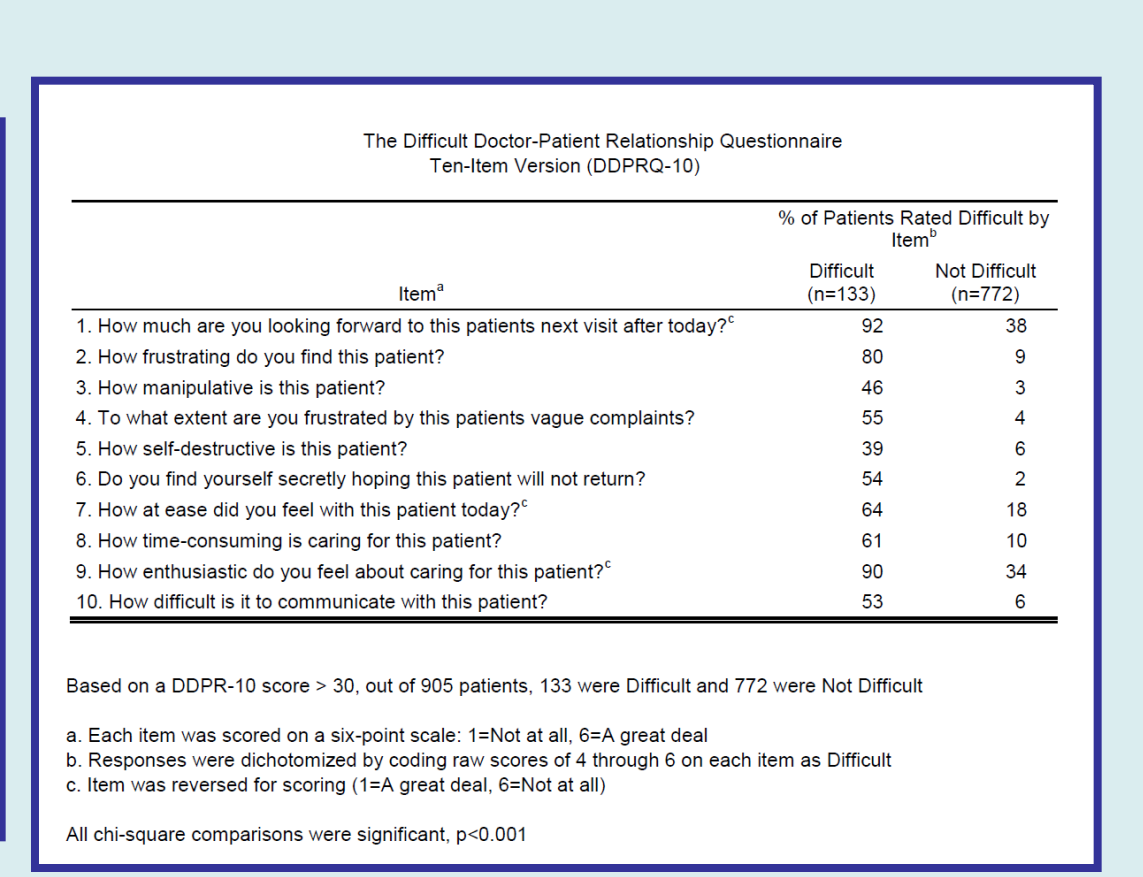 The Difficult Doctor-Patient Relationship Questionnaire
Ten-Item Version (DDPRQ-10)
% of Patients Rated Difficult by
Itemᵇ
Difficult Not Difficult
Itemᵃ (n=133) (n=772)
1. How much are you looking forward to this patients next visit after today?ᶜ 92 38
2. How frustrating do you find this patient? 80 9
3. How manipulative is this patient? 46 3
4. To what extent are you frustrated by this patients vague complaints? 55 4
5. How self-destructive is this patient? 39 6
6. Do you find yourself secretly hoping this patient will not return? 54 2
7. How at ease did you feel with this patient today?ᶜ 64 18
8. How time-consuming is caring for this patient? 61 10
9. How enthusiastic do you feel about caring for this patient?ᶜ 90 34
10. How difficult is it to communicate with this patient? 53 6
Based on a DDPR-10 score > 30, out of 905 patients, 133 were Difficult and 772 were Not Difficult
a. Each item was scored on a six-point scale: 1=Not at all, 6=A great deal
b. Responses were dichotomized by coding raw scores of 4 through 6 on each item as Difficult
c. Item was reversed for scoring (1=A great deal, 6=Not at all)
All chi-square comparisons were significant, p<0.001